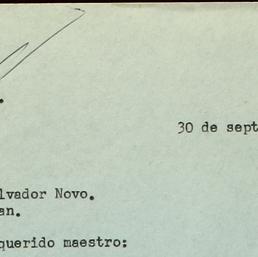 30 de sept
lvador Novo.
an.
querido maestro: